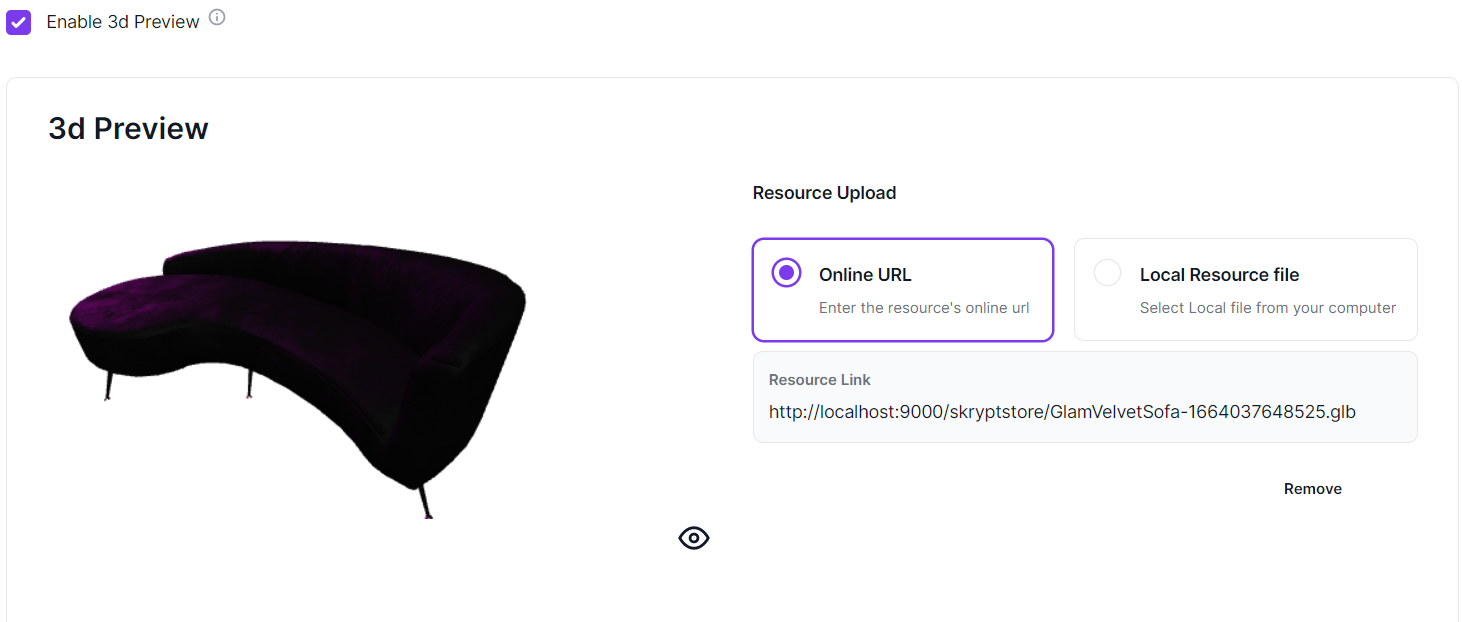 Enable 3d Preview
3d Preview
Resource Upload
Online URL
Enter the resource's online url
Local Resource file
Select Local file from your computer
Resource Link
http://localhost:9000/skryptstore/GlamVelvetSofa-1664037648525.glb
Remove